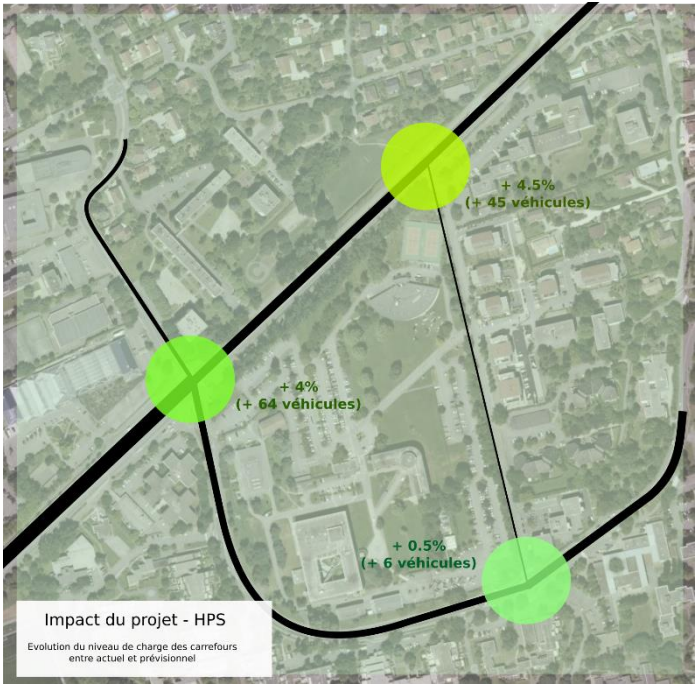 + 4.5%
(+ 45 véhicules)
+ 4%
(+ 64 véhicules)
+ 0.5%
(+ 6 véhicules)
Impact du projet - HPS
Evolution du niveau de charge des carrefours
entre actuel et prévisionnel